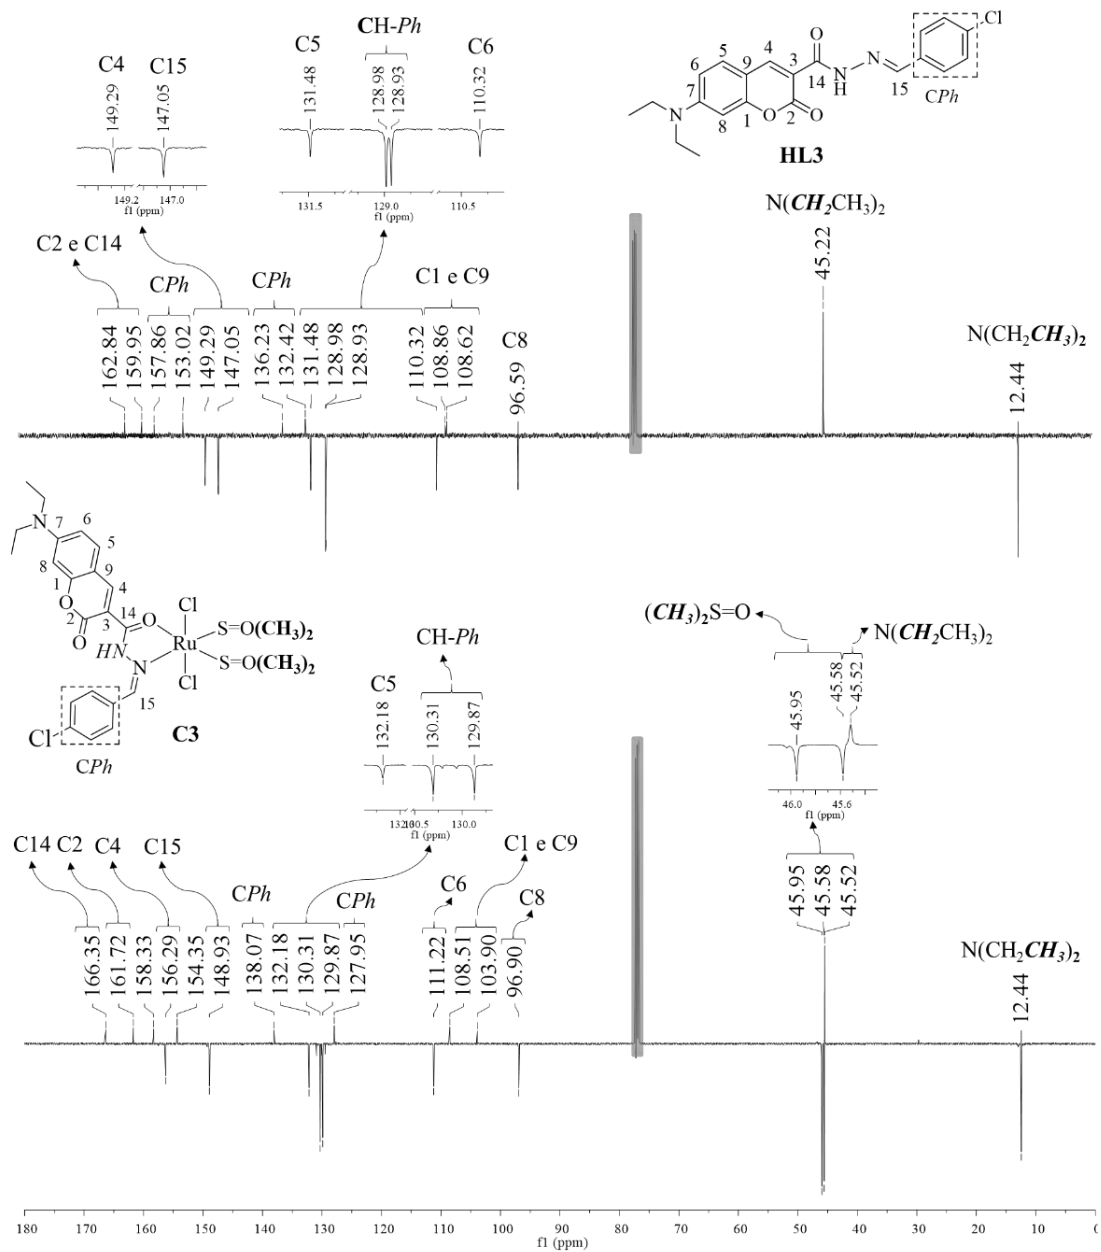 C4 C15
149.29
147.05
149.2 147.0
f1 (ppm)
CH-Ph
C5 C6
131.48
128.98
128.93
110.32
131.5 129.0 110.5
f1 (ppm)
O
N
N
H
Cl
5 4 3
6 9 14
7 1 2
8 15
N O O
CPh
HL3
N(CH₂CH₃)₂
45.22
N(CH₂CH₃)₂
12.44
C2 e C14
CPh
CPh
C1 e C9
C8
162.84
159.95
157.86
153.02
149.29
147.05
136.23
132.42
131.48
128.98
128.93
110.32
108.86
108.62
96.59
N
7 6
5
8 9
1 4
O
2 3 14
O
O
HN
N
15
Cl
Ru
Cl
S=O(CH₃)₂
S=O(CH₃)₂
Cl
CPh
C3
CH-Ph
C5
132.18
130.31
129.87
132.0 130.5 130.0
f1 (ppm)
(CH₃)₂S=O
N(CH₂CH₃)₂
45.95
45.58
45.52
46.0 45.6
f1 (ppm)
C14 C2 C4 C15
CPh
CPh
C6
C1 e C9
C8
166.35
161.72
158.33
156.29
154.35
148.93
138.07
132.18
130.31
129.87
127.95
111.22
108.51
103.90
96.90
45.95
45.58
45.52
N(CH₂CH₃)₂
12.44
180 170 160 150 140 130 120 110 100 90 80 70 60 50 40 30 20 10 0
f1 (ppm)